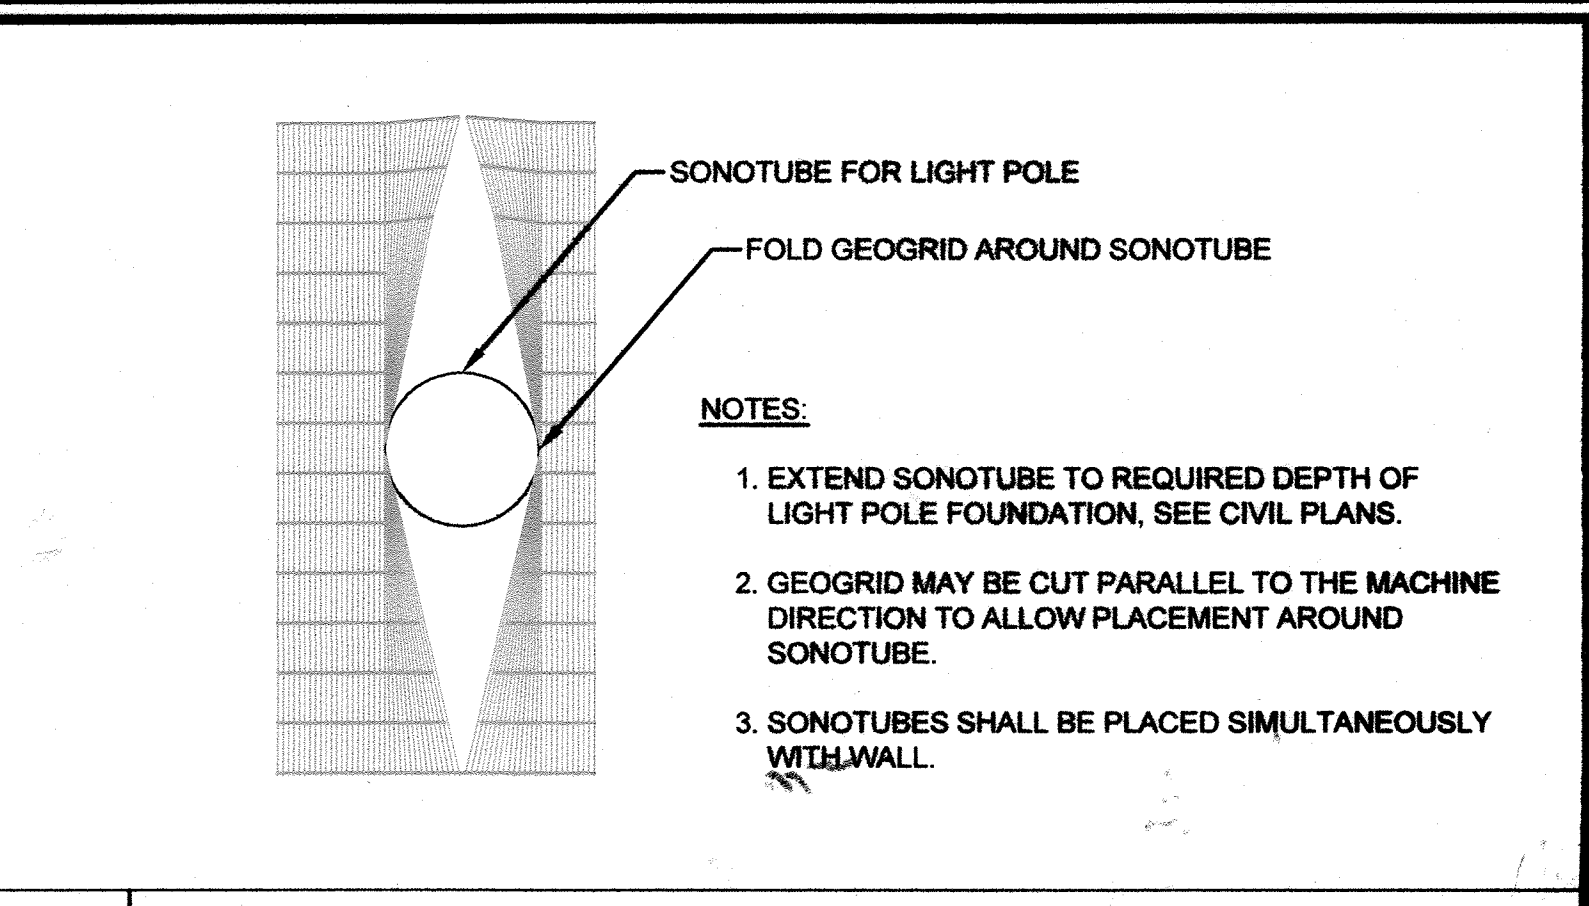 SONOTUBE FOR LIGHT POLE
FOLD GEOGRID AROUND SONOTUBE
NOTES:
1. EXTEND SONOTUBE TO REQUIRED DEPTH OF
LIGHT POLE FOUNDATION, SEE CIVIL PLANS.
2. GEOGRID MAY BE CUT PARALLEL TO THE MACHINE
DIRECTION TO ALLOW PLACEMENT AROUND
SONOTUBE.
3. SONOTUBES SHALL BE PLACED SIMULTANEOUSLY
WITH WALL.